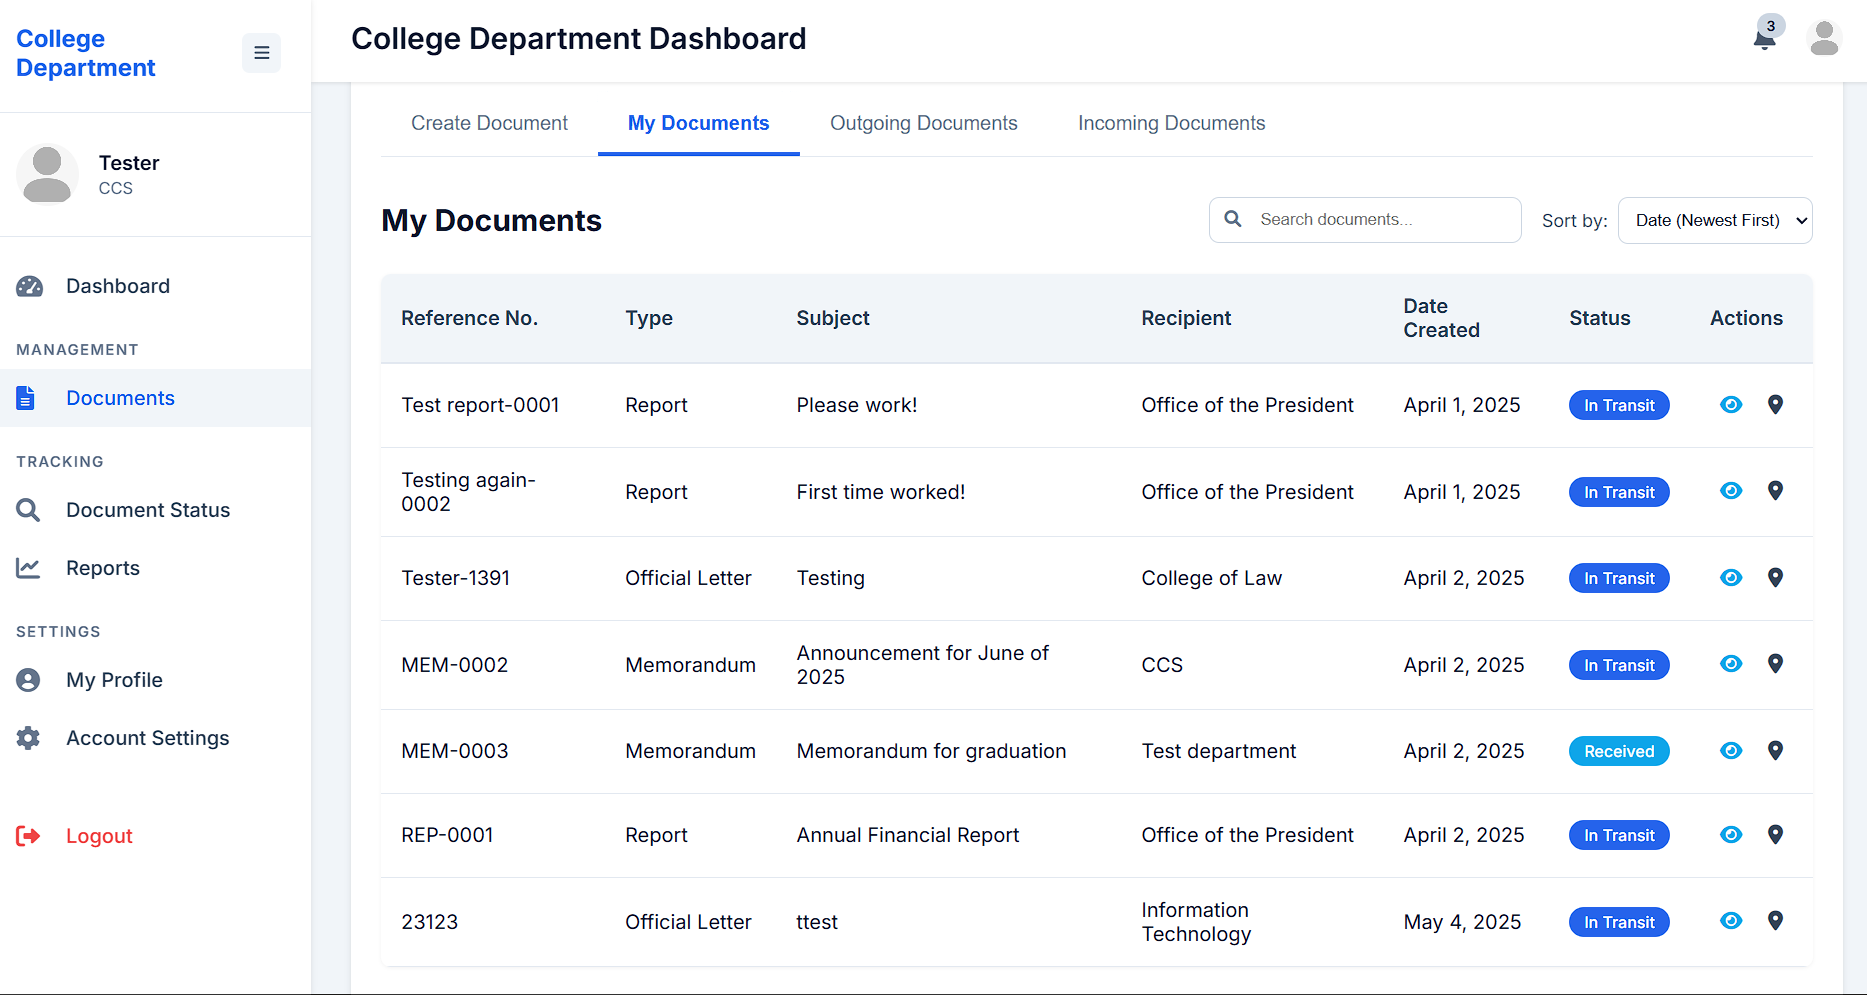 College
Department
College Department Dashboard
3
Tester
CCS
Dashboard
MANAGEMENT
Documents
TRACKING
Document Status
Reports
SETTINGS
My Profile
Account Settings
Logout
Create Document
My Documents
Outgoing Documents
Incoming Documents
My Documents
Search documents...
Sort by:
Date (Newest First)
Reference No. Type Subject Recipient Date Created Status Actions
Test report-0001 Report Please work! Office of the President April 1, 2025 In Transit
Testing again-0002 Report First time worked! Office of the President April 1, 2025 In Transit
Tester-1391 Official Letter Testing College of Law April 2, 2025 In Transit
MEM-0002 Memorandum Announcement for June of 2025 CCS April 2, 2025 In Transit
MEM-0003 Memorandum Memorandum for graduation Test department April 2, 2025 Received
REP-0001 Report Annual Financial Report Office of the President April 2, 2025 In Transit
23123 Official Letter ttest Information Technology May 4, 2025 In Transit